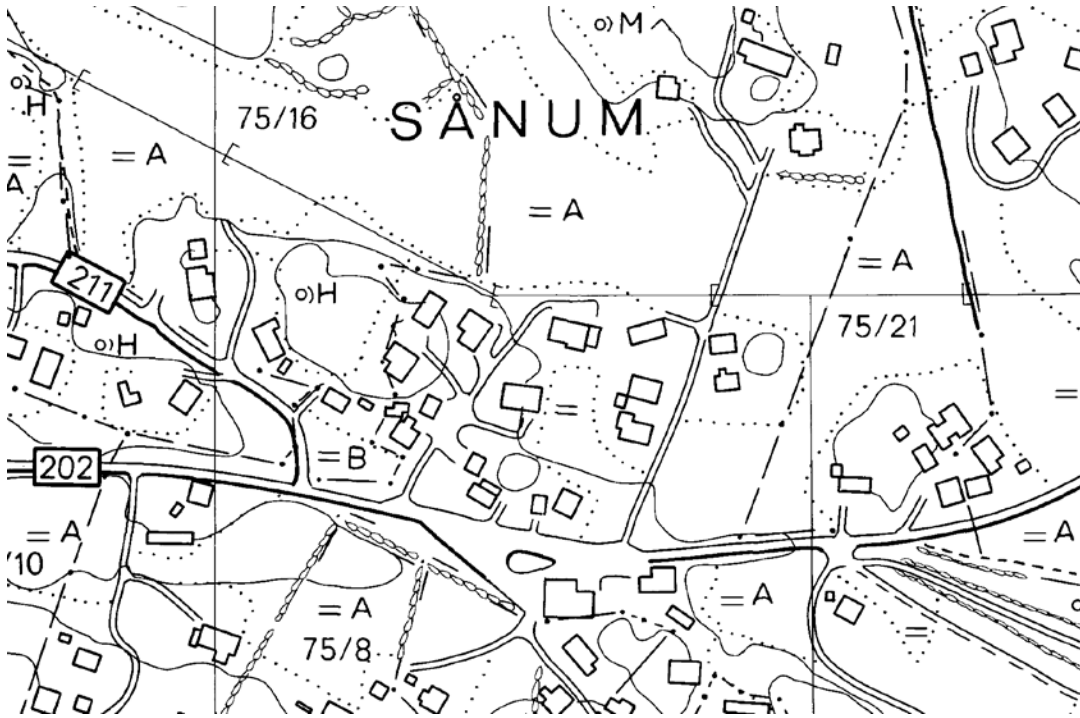 o) M
o) H
75/16
SÅNUM
= A
= A
= A
= A
211
o) H
75/21
o) H
=
=
= B
202
= A
/10
= A
= A
= A
75/8
=